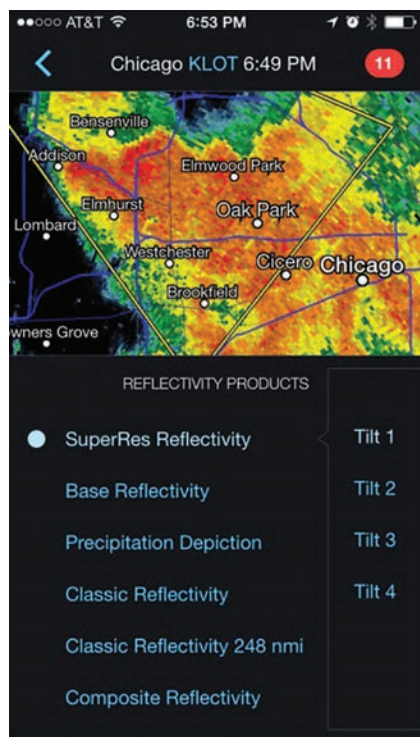 AT&T 6:53 PM
Chicago KLOT 6:49 PM 11
Bensenville
Addison
Elmwood Park
Elmhurst
Oak Park
Lombard
Westchester
Cicero Chicago
Brookfield
wners Grove
REFLECTIVITY PRODUCTS
SuperRes Reflectivity Tilt 1
Base Reflectivity Tilt 2
Precipitation Depiction Tilt 3
Classic Reflectivity Tilt 4
Classic Reflectivity 248 nmi
Composite Reflectivity